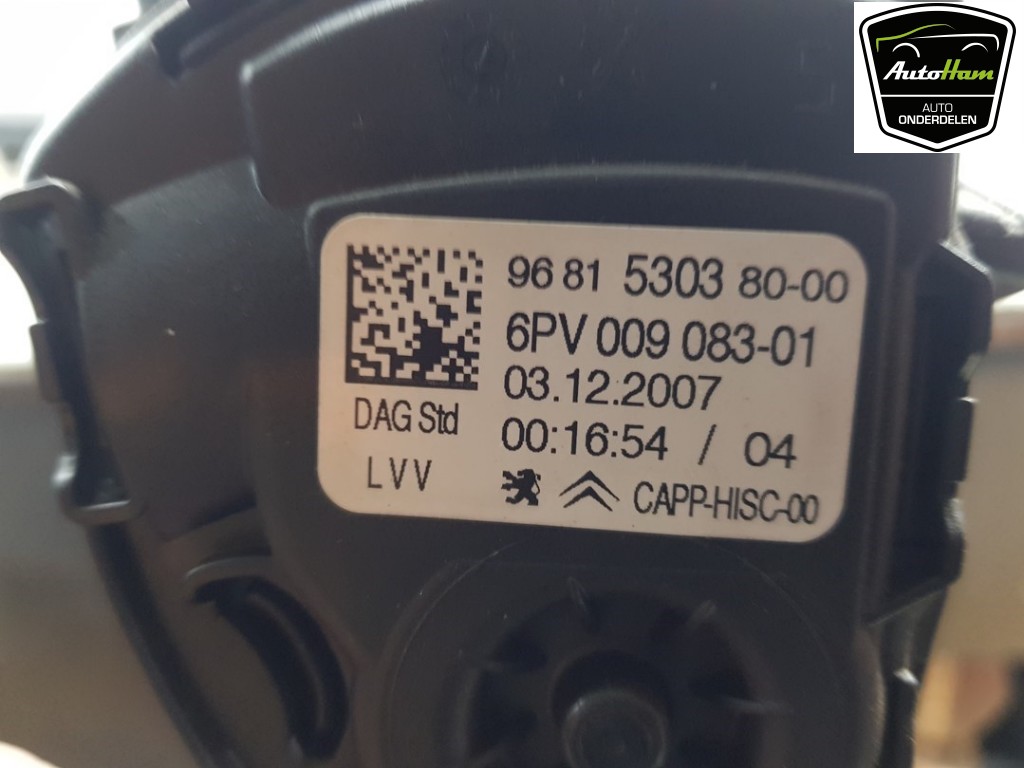 AutoHam
AUTO
ONDERDELEN
96 81 5303 80-00
6PV 009 083-01
03.12.2007
00:16:54 / 04
DAG Std
LVV
CAPP-HISC-00